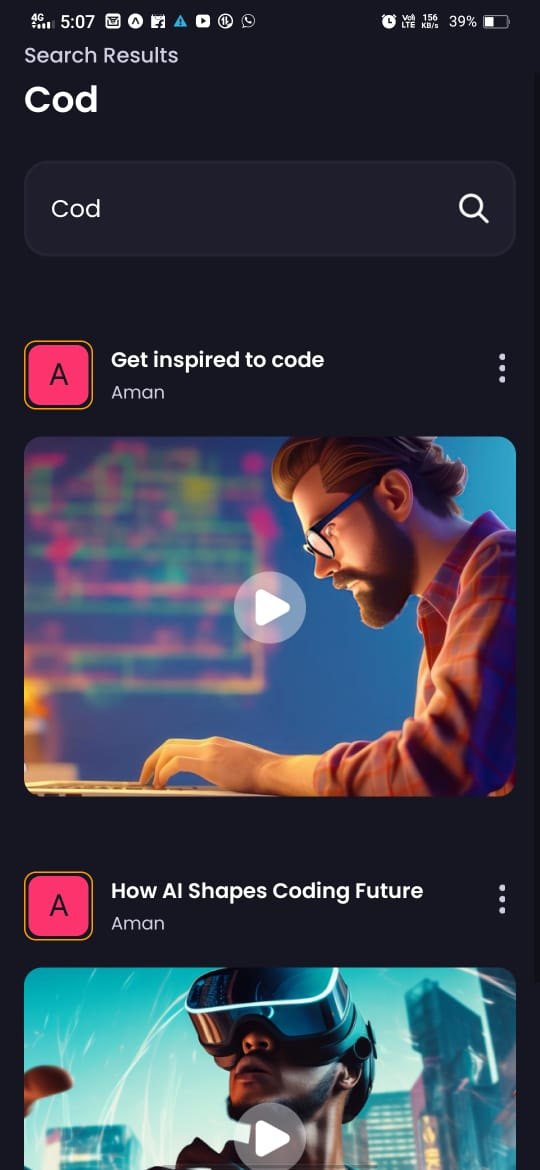 4G 5:07 Vo) LTE 156 KB/s 39%
Search Results
Cod
Cod
A Get inspired to code
Aman
A How AI Shapes Coding Future
Aman